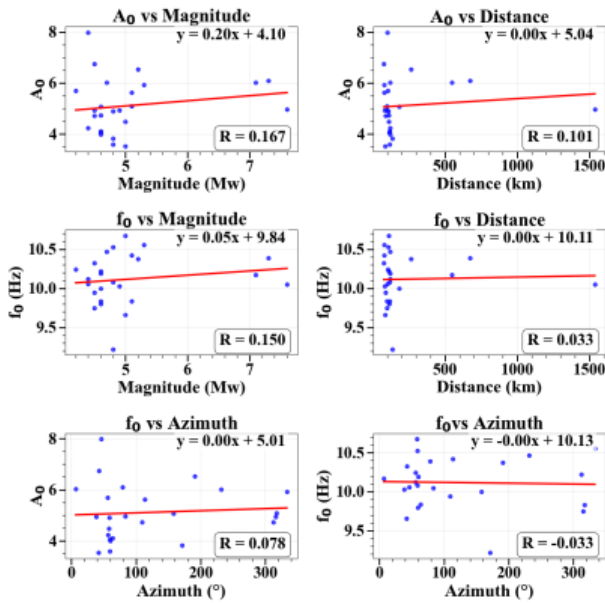 A₀ vs Magnitude
y = 0.20x + 4.10
8
6
4
A₀
R = 0.167
5 6 7
Magnitude (Mw)
A₀ vs Distance
y = 0.00x + 5.04
8
6
4
A₀
R = 0.101
0 500 1000 1500
Distance (km)
f₀ vs Magnitude
y = 0.05x + 9.84
10.5
10.0
9.5
f₀ (Hz)
R = 0.150
5 6 7
Magnitude (Mw)
f₀ vs Distance
y = 0.00x + 10.11
10.5
10.0
9.5
f₀ (Hz)
R = 0.033
0 500 1000 1500
Distance (km)
f₀ vs Azimuth
y = 0.00x + 5.01
8
6
4
A₀
R = 0.078
0 100 200 300
Azimuth (°)
f₀vs Azimuth
y = -0.00x + 10.13
10.5
10.0
9.5
f₀ (Hz)
R = -0.033
0 100 200 300
Azimuth (°)